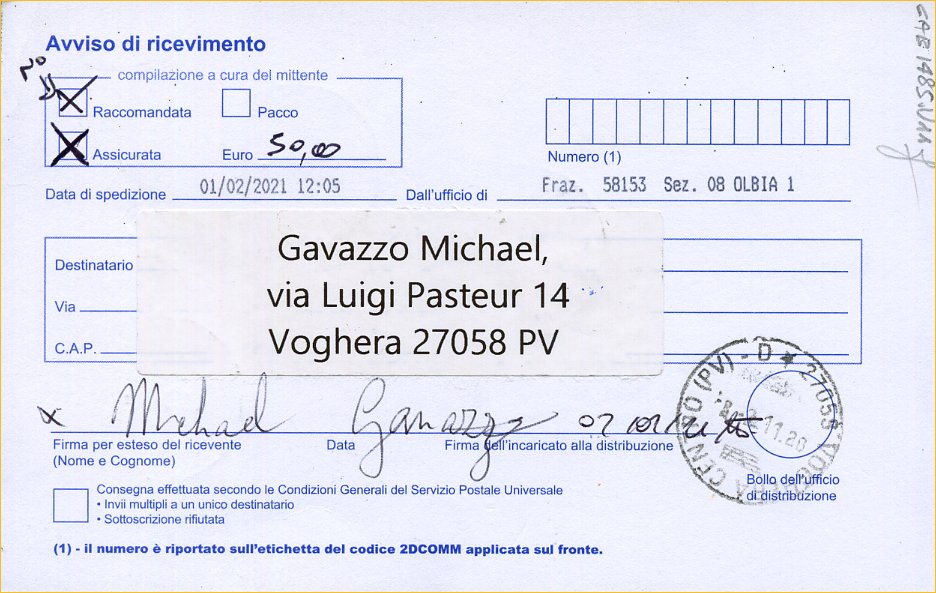 Avviso di ricevimento
compilazione a cura del mittente
Raccomandata
Pacco
Assicurata
Euro 50,00
Numero (1)
Data di spedizione 01/02/2021 12:05 Dall'ufficio di Fraz. 58153 Sez. 08 OLBIA 1
Destinatario
Via
C.A.P.
Gavazzo Michael,
via Luigi Pasteur 14
Voghera 27058 PV
Michael Gavazzo
Firma per esteso del ricevente
(Nome e Cognome)
Data
Firma dell'incaricato alla distribuzione
27058 VOGHERA CENTRO (PV) - D
Bollo dell'ufficio
di distribuzione
Consegna effettuata secondo le Condizioni Generali del Servizio Postale Universale
• Invii multipli a un unico destinatario
• Sottoscrizione rifiutata
(1) - il numero è riportato sull'etichetta del codice 2DCOMM applicata sul fronte.